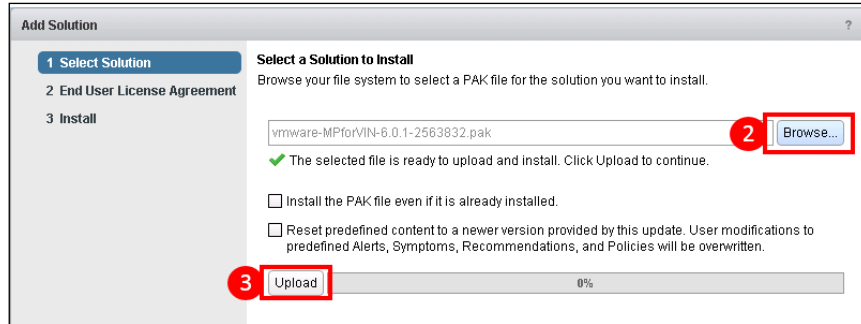 Add Solution ?
1 Select Solution
2 End User License Agreement
3 Install
Select a Solution to Install
Browse your file system to select a PAK file for the solution you want to install.
vmware-MPforVIN-6.0.1-2563832.pak
2
Browse...
The selected file is ready to upload and install. Click Upload to continue.
Install the PAK file even if it is already installed.
Reset predefined content to a newer version provided by this update. User modifications to
predefined Alerts, Symptoms, Recommendations, and Policies will be overwritten.
3
Upload
0%